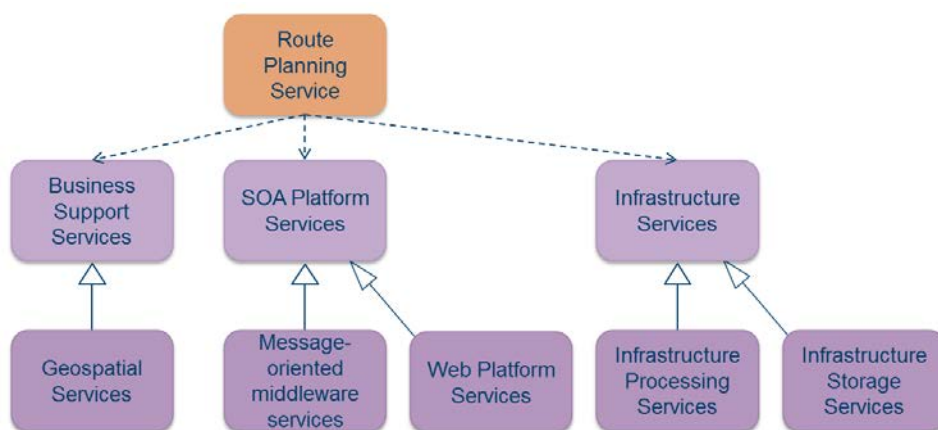 Route
Planning
Service
Business
Support
Services
SOA Platform
Services
Infrastructure
Services
Geospatial
Services
Message-
oriented
middleware
services
Web Platform
Services
Infrastructure
Processing
Services
Infrastructure
Storage
Services